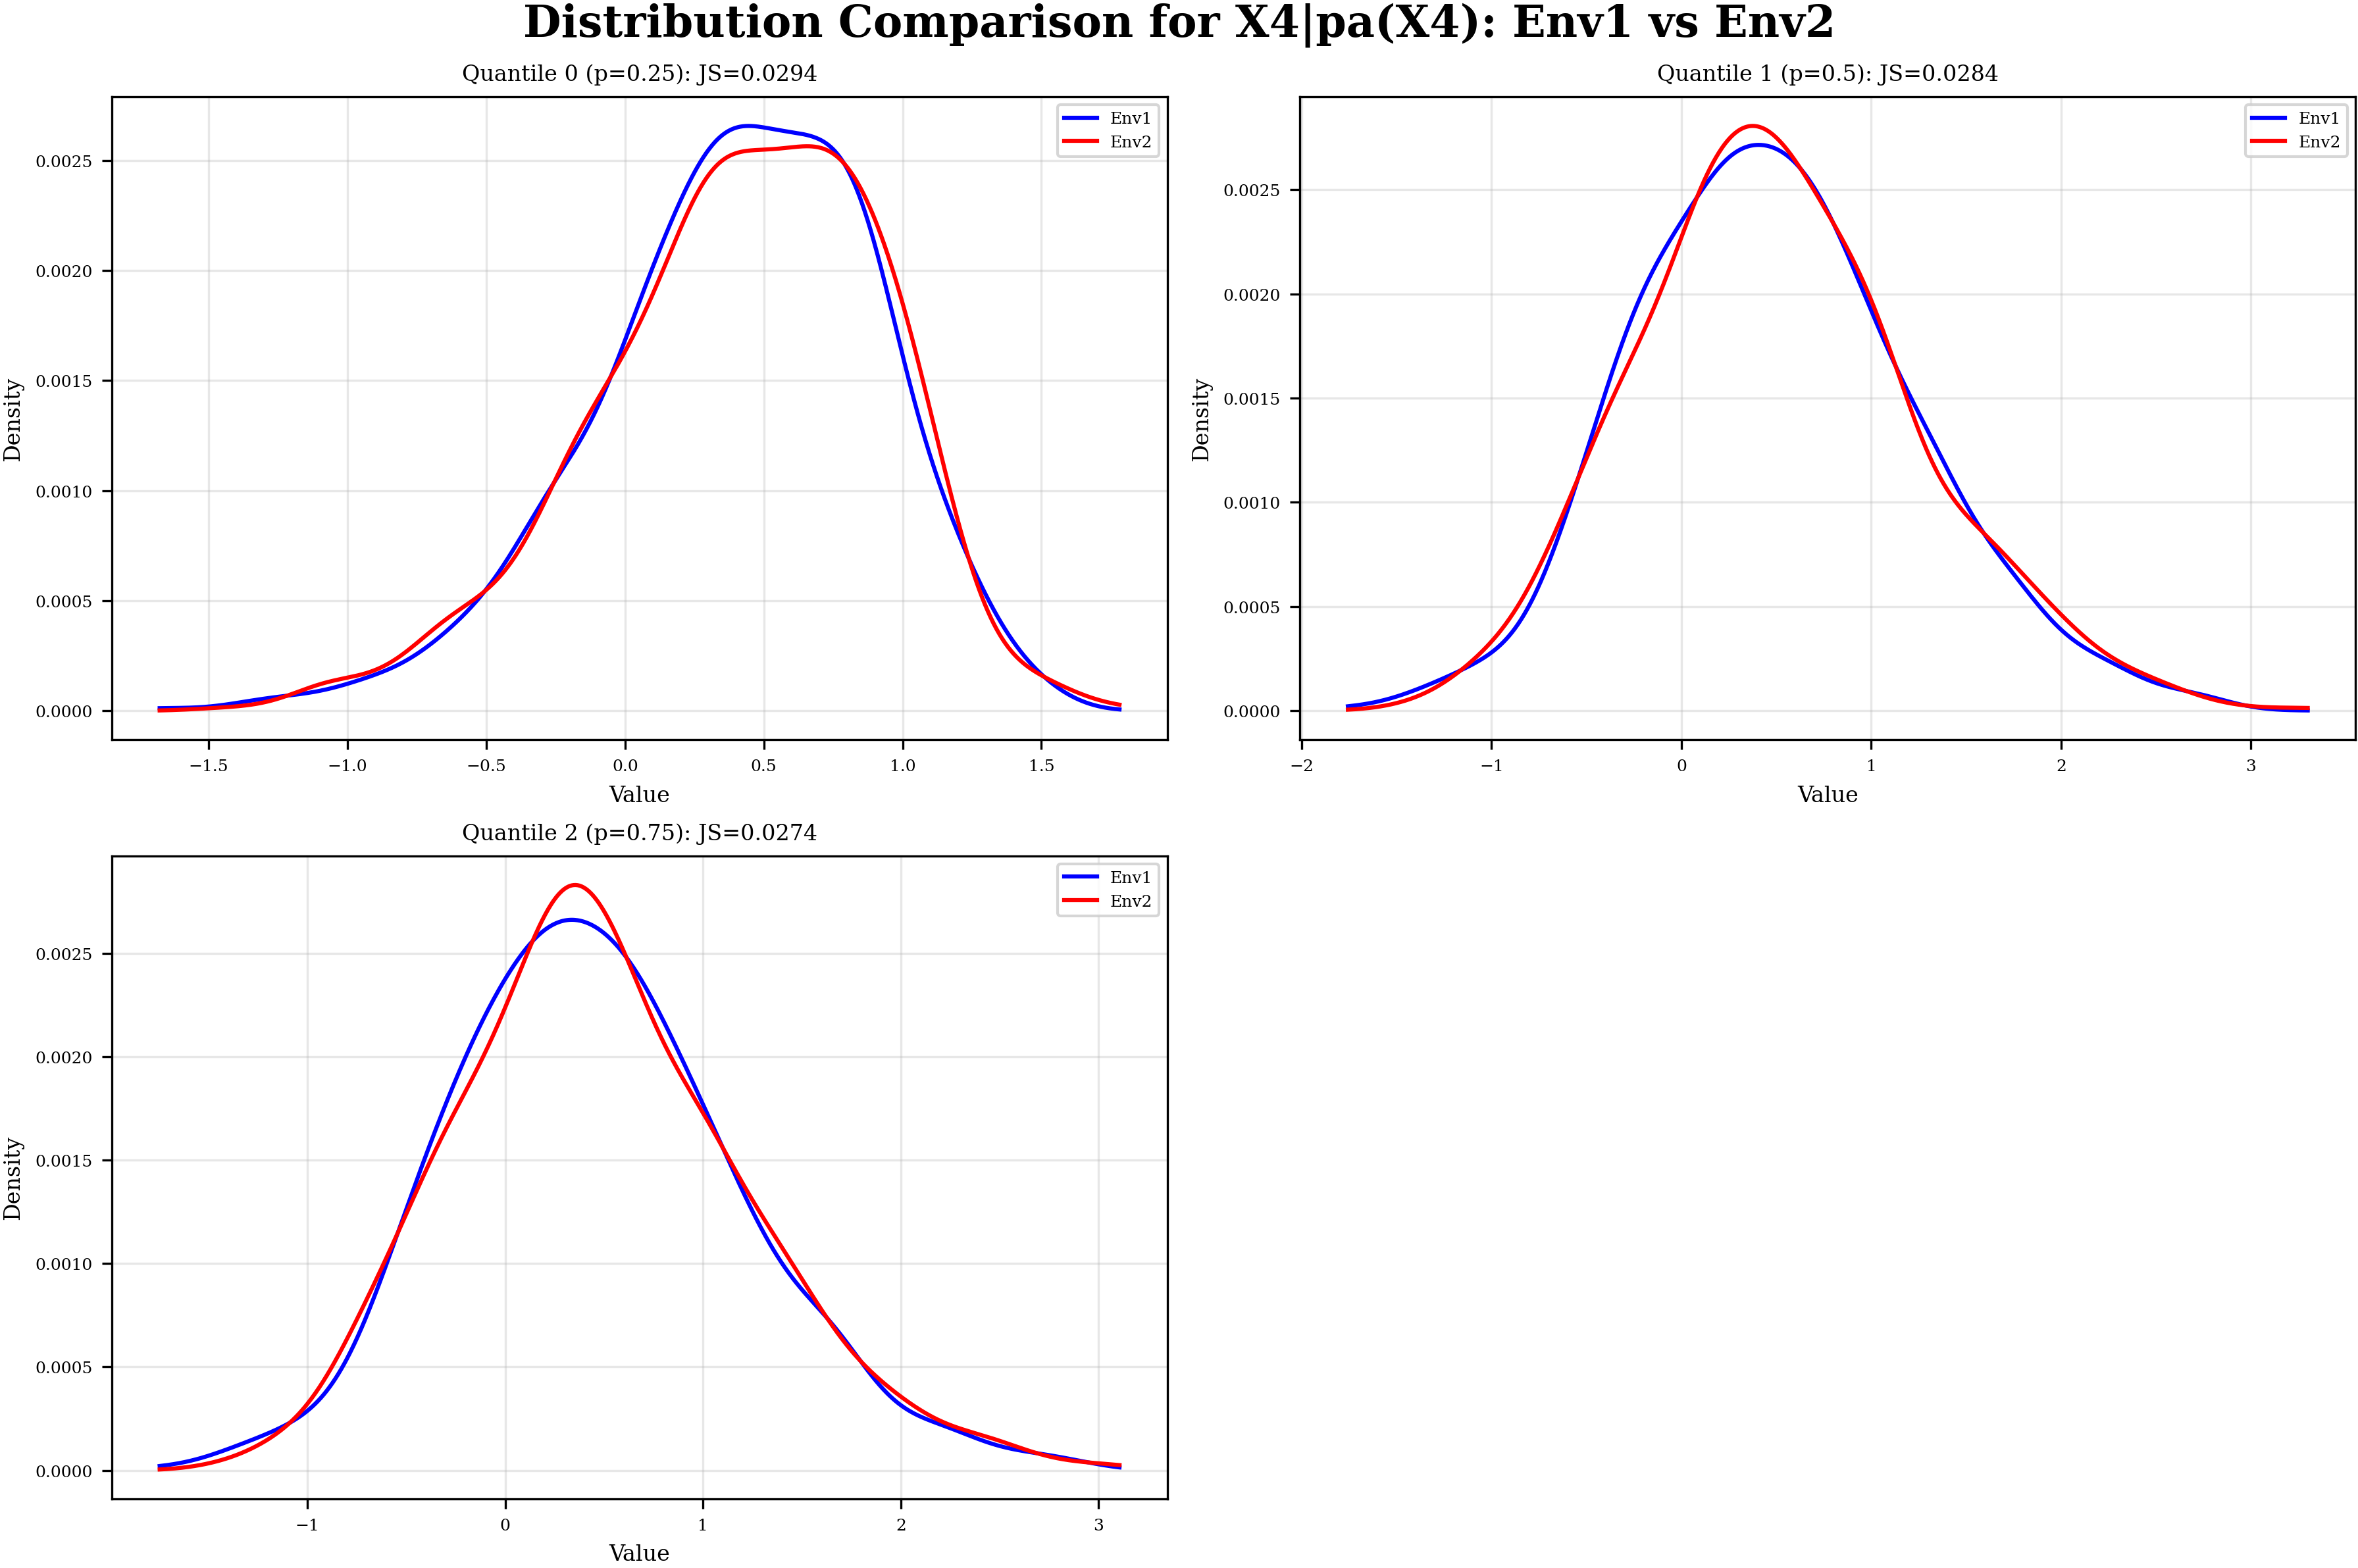 Distribution Comparison for X4|pa(X4): Env1 vs Env2
Quantile 0 (p=0.25): JS=0.0294
Env1
Env2
0.0025
0.0020
0.0015
0.0010
0.0005
0.0000
Density
−1.5 −1.0 −0.5 0.0 0.5 1.0 1.5
Value
Quantile 1 (p=0.5): JS=0.0284
Env1
Env2
0.0025
0.0020
0.0015
0.0010
0.0005
0.0000
Density
−2 −1 0 1 2 3
Value
Quantile 2 (p=0.75): JS=0.0274
Env1
Env2
0.0025
0.0020
0.0015
0.0010
0.0005
0.0000
Density
−1 0 1 2 3
Value